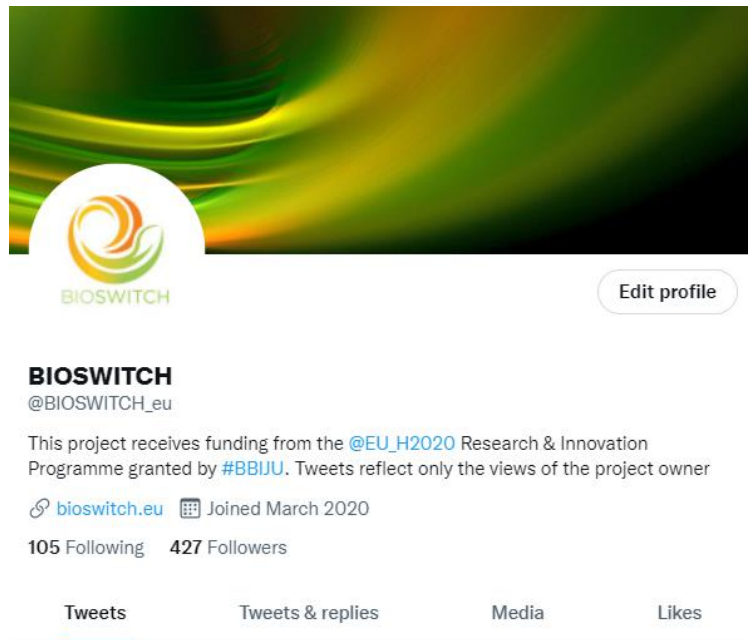 BIOSWITCH
Edit profile
BIOSWITCH
@BIOSWITCH_eu
This project receives funding from the @EU_H2020 Research & Innovation
Programme granted by #BBIJU. Tweets reflect only the views of the project owner
bioswitch.eu Joined March 2020
105 Following 427 Followers
Tweets Tweets & replies Media Likes